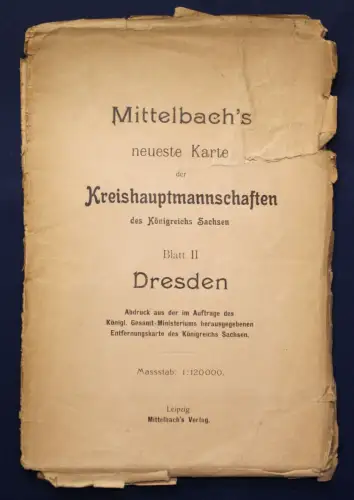 Mittelbach's
neueste Karte
der
Kreishauptmannschaften
des Königreichs Sachsen
Blatt II
Dresden
Abdruck aus der im Auftrage des
Königl. Gesamt-Ministeriums herausgegebenen
Entfernungskarte des Königreichs Sachsen.
Massstab: 1:120000.
Leipzig
Mittelbach's Verlag.